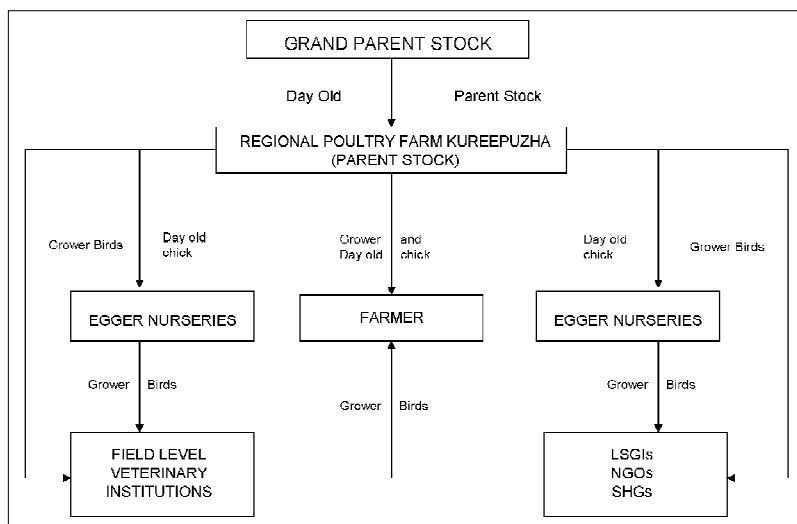 GRAND PARENT STOCK
Day Old Parent Stock
REGIONAL POULTRY FARM KUREEPUZHA
(PARENT STOCK)
Grower Birds
Day old
chick
Grower and
Day old chick
Day old
chick
Grower Birds
EGGER NURSERIES
FARMER
EGGER NURSERIES
Grower Birds
Grower Birds
Grower Birds
FIELD LEVEL
VETERINARY
INSTITUTIONS
LSGIs
NGOs
SHGs